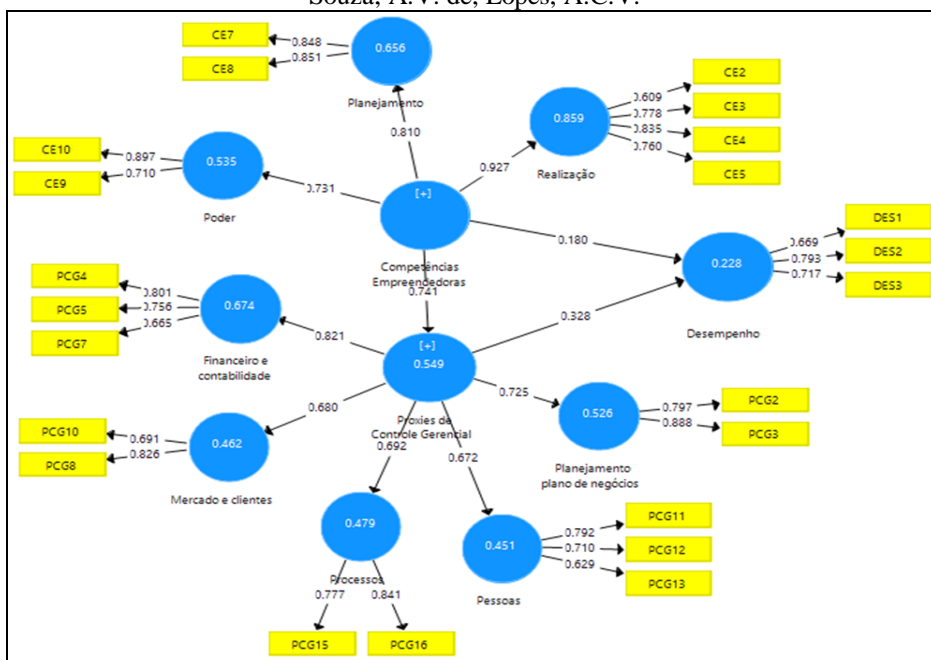 Souza, A.V. de; Lopes, A.C.V.
CE7
0.848
0.656
CE8
0.851
Planejamento
CE2
0.609
CE3
0.778
0.859
CE4
0.835
CE5
0.760
Realização
0.810
0.927
CE10
0.897
0.535
CE9
0.710
Poder
0.731
[+]
Competências
Empreendedoras
0.180
DES1
0.669
DES2
0.793
0.228
DES3
0.717
Desempenho
0.741
0.328
PCG4
0.801
PCG5
0.756
0.674
PCG7
0.665
Financeiro e
contabilidade
0.821
[+]
0.549
Proxies de
Controle Gerencial
0.725
PCG2
0.797
0.526
PCG3
0.888
Planejamento
plano de negócios
0.680
PCG10
0.691
0.462
PCG8
0.826
Mercado e clientes
0.692
0.672
0.479
Processos
0.777
0.841
PCG15
PCG16
0.451
Pessoas
PCG11
0.792
PCG12
0.710
PCG13
0.629